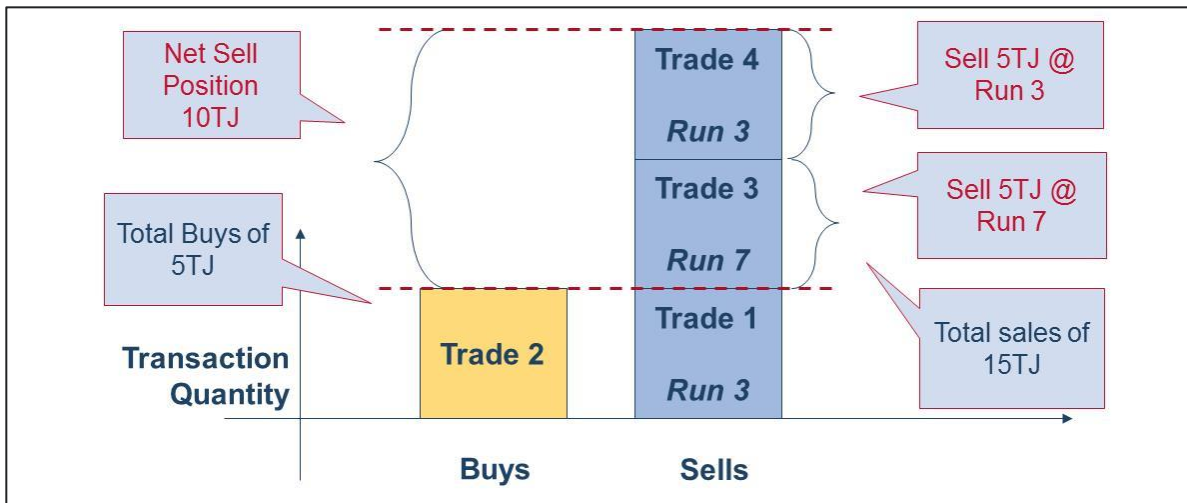 Net Sell
Position
10TJ
Trade 4
Run 3
Sell 5TJ @
Run 3
Total Buys of
5TJ
Trade 3
Run 7
Sell 5TJ @
Run 7
Trade 2
Trade 1
Run 3
Total sales of
15TJ
Transaction
Quantity
Buys
Sells